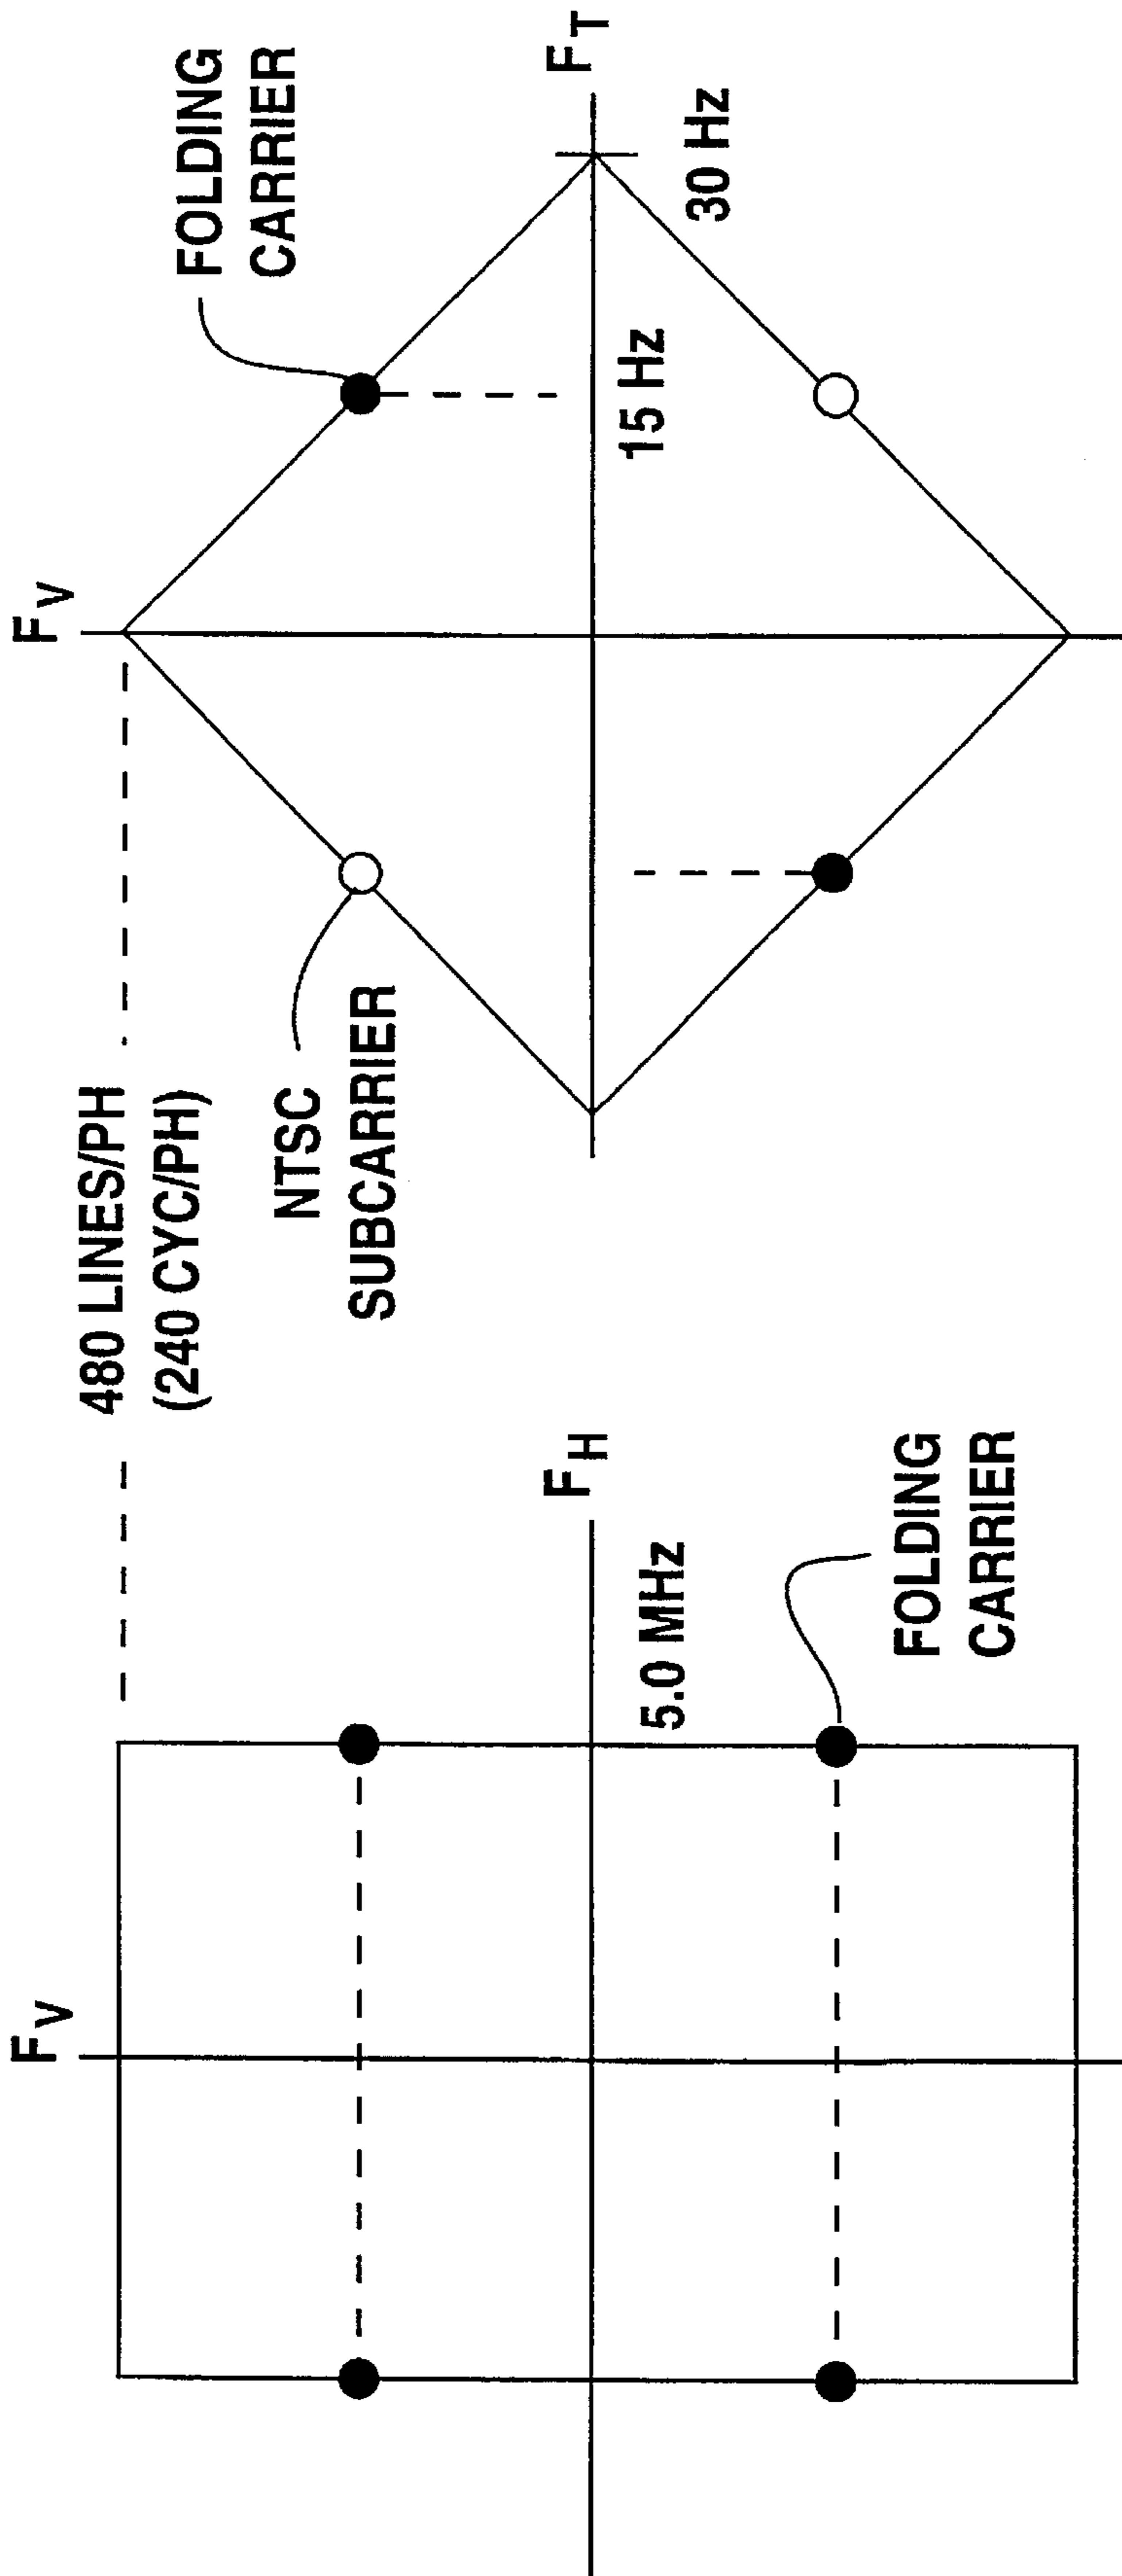 F_V
480 LINES/PH
(240 CYC/PH)
F_H
5.0 MHz
FOLDING
CARRIER
F_V
NTSC
SUBCARRIER
FOLDING
CARRIER
F_T
15 Hz
30 Hz